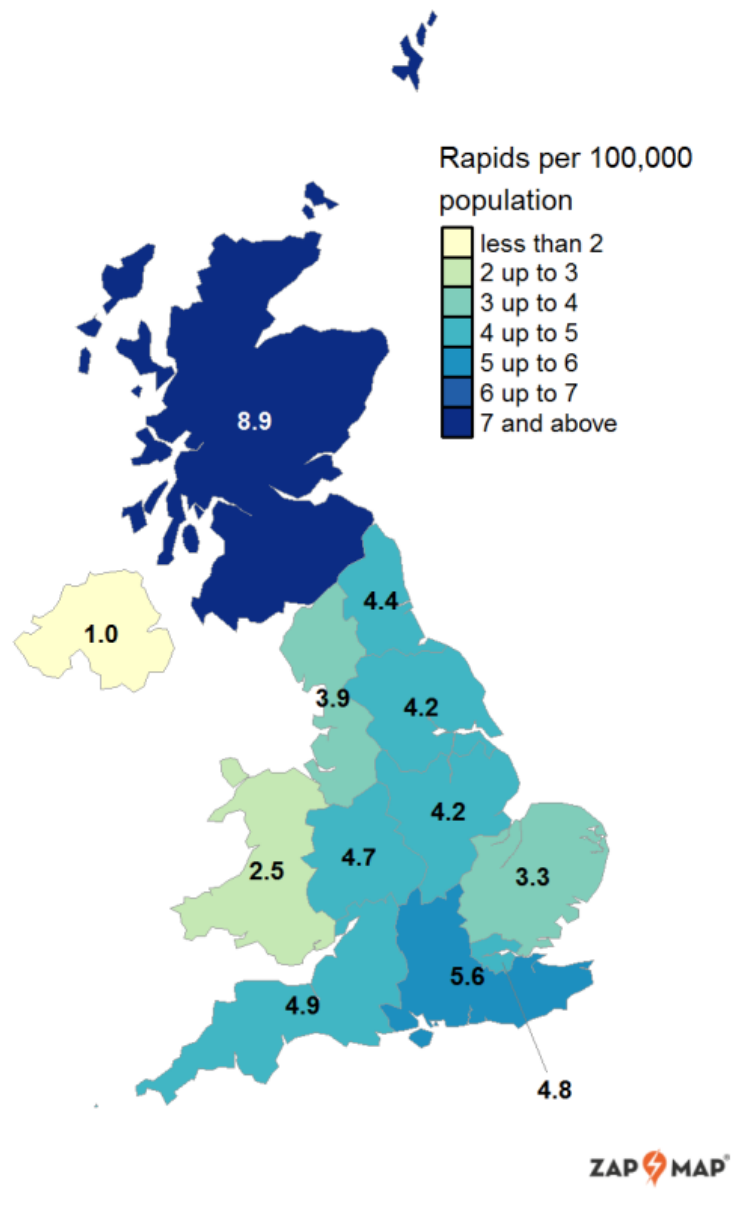 Rapids per 100,000
population
less than 2
2 up to 3
3 up to 4
4 up to 5
5 up to 6
6 up to 7
7 and above
8.9
4.4
1.0
3.9
4.2
4.2
4.7
2.5
3.3
5.6
4.9
4.8
ZAP MAP®